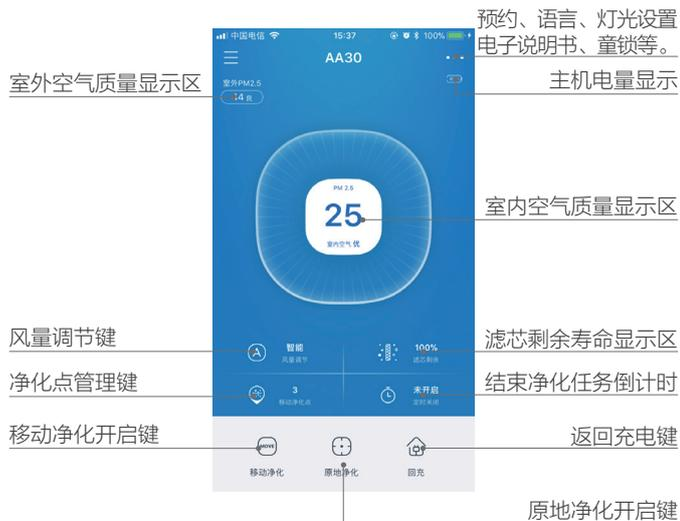 预约、语言、灯光设置
电子说明书、童锁等。
中国电信 15:37 100%
AA30
主机电量显示
室外空气质量显示区
室外PM2.5
良
PM 2.5
25
室内空气 优
室内空气质量显示区
风量调节键
智能
风量调节
100%
滤芯剩余
滤芯剩余寿命显示区
净化点管理键
3
移动净化点
未开启
定时关闭
结束净化任务倒计时
移动净化开启键
MOVE
移动净化
原地净化
回充
返回充电键
原地净化开启键